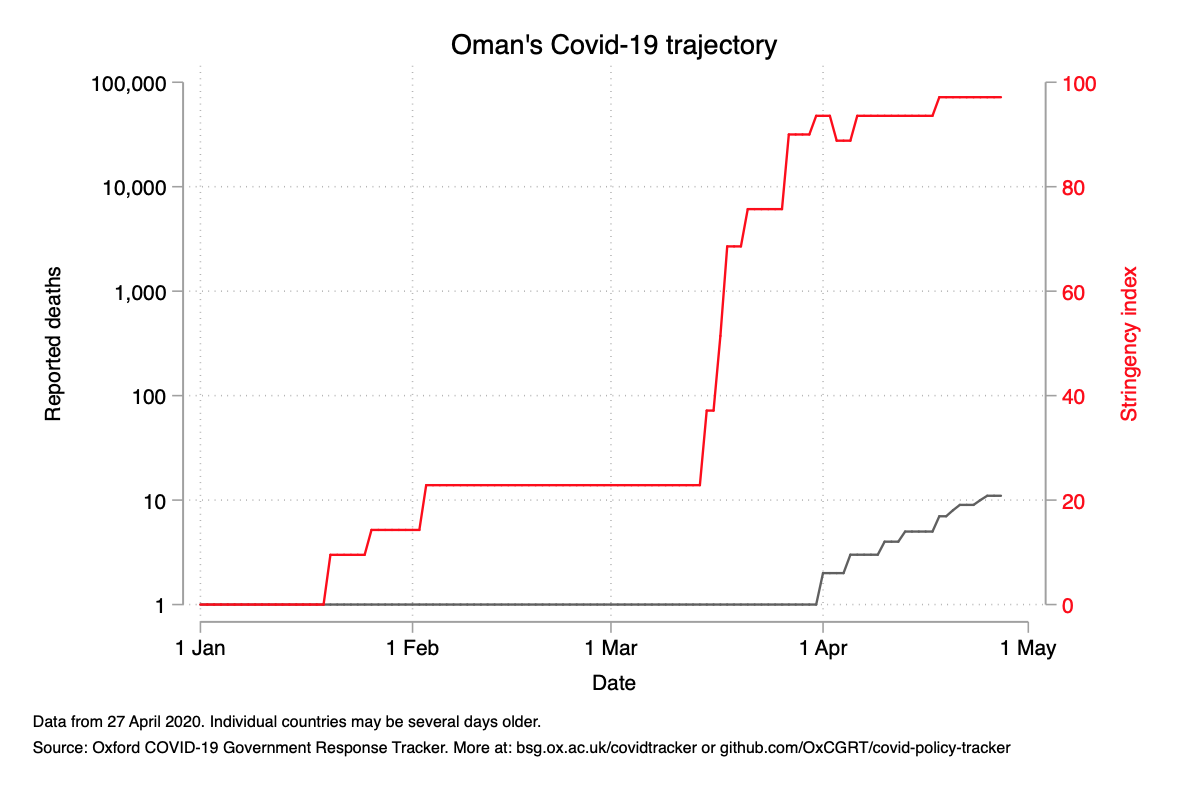 Oman's Covid-19 trajectory
100,000
10,000
1,000
100
10
1
Reported deaths
100
80
60
40
20
0
Stringency index
1 Jan
1 Feb
1 Mar
1 Apr
1 May
Date
Data from 27 April 2020. Individual countries may be several days older.
Source: Oxford COVID-19 Government Response Tracker. More at: bsg.ox.ac.uk/covidtracker or github.com/OxCGRT/covid-policy-tracker